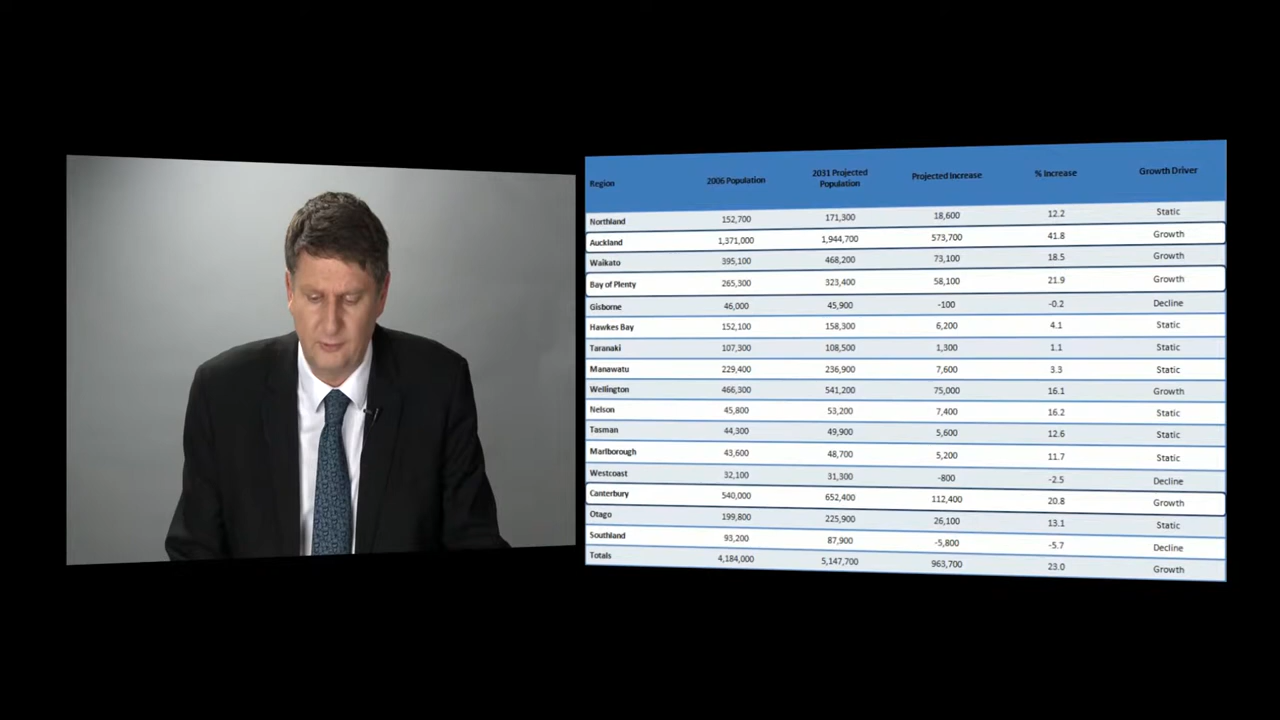 Region 2006 Population 2031 Projected Population Projected Increase % Increase Growth Driver
Northland 152,700 171,300 18,600 12.2 Static
Auckland 1,371,000 1,944,700 573,700 41.8 Growth
Waikato 395,100 468,200 73,100 18.5 Growth
Bay of Plenty 265,300 323,400 58,100 21.9 Growth
Gisborne 46,000 45,900 -100 -0.2 Decline
Hawkes Bay 152,100 158,300 6,200 4.1 Static
Taranaki 107,300 108,500 1,300 1.1 Static
Manawatu 229,400 236,900 7,600 3.3 Static
Wellington 466,300 541,200 75,000 16.1 Growth
Nelson 45,800 53,200 7,400 16.2 Static
Tasman 44,300 49,900 5,600 12.6 Static
Marlborough 43,600 48,700 5,200 11.7 Static
Westcoast 32,100 31,300 -800 -2.5 Decline
Canterbury 540,000 652,400 112,400 20.8 Growth
Otago 199,800 225,900 26,100 13.1 Static
Southland 93,200 87,900 -5,800 -5.7 Decline
Totals 4,184,000 5,147,700 963,700 23.0 Growth